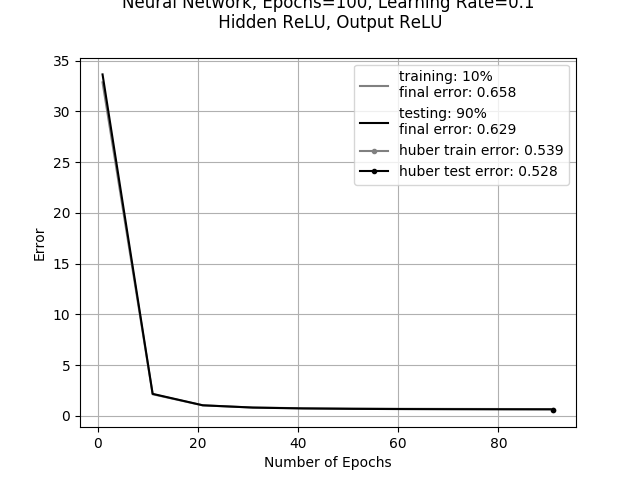 Neural Network, Epochs=100, Learning Rate=0.1
Hidden ReLU, Output ReLU
35
30
25
20
15
10
5
0
Error
training: 10%
final error: 0.658
testing: 90%
final error: 0.629
huber train error: 0.539
huber test error: 0.528
0 20 40 60 80
Number of Epochs